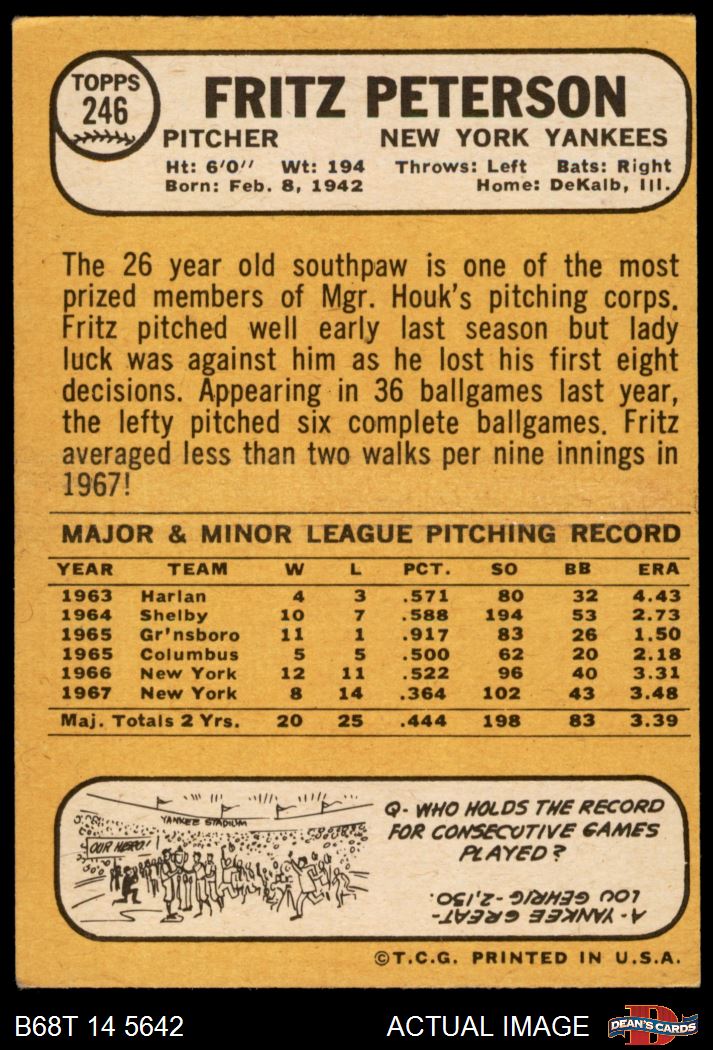 TOPPS
246
FRITZ PETERSON
PITCHER NEW YORK YANKEES
Ht: 6'0" Wt: 194 Throws: Left Bats: Right
Born: Feb. 8, 1942 Home: DeKalb, Ill.
The 26 year old southpaw is one of the most
prized members of Mgr. Houk's pitching corps.
Fritz pitched well early last season but lady
luck was against him as he lost his first eight
decisions. Appearing in 36 ballgames last year,
the lefty pitched six complete ballgames. Fritz
averaged less than two walks per nine innings in
1967!
MAJOR & MINOR LEAGUE PITCHING RECORD
YEAR TEAM W L PCT. SO BB ERA
1963 Harlan 4 3 .571 80 32 4.43
1964 Shelby 10 7 .588 194 53 2.73
1965 Gr'nsboro 11 1 .917 83 26 1.50
1965 Columbus 5 5 .500 62 20 2.18
1966 New York 12 11 .522 96 40 3.31
1967 New York 8 14 .364 102 43 3.48
Maj. Totals 2 Yrs. 20 25 .444 198 83 3.39
YANKEE STADIUM
OUR HERO!
Q- WHO HOLDS THE RECORD
FOR CONSECUTIVE GAMES
PLAYED?
A- YANKEE GREAT-
LOU GEHRIG-2,130.
©T.C.G. PRINTED IN U.S.A.
B68T 14 5642 ACTUAL IMAGE
DEAN'S CARDS